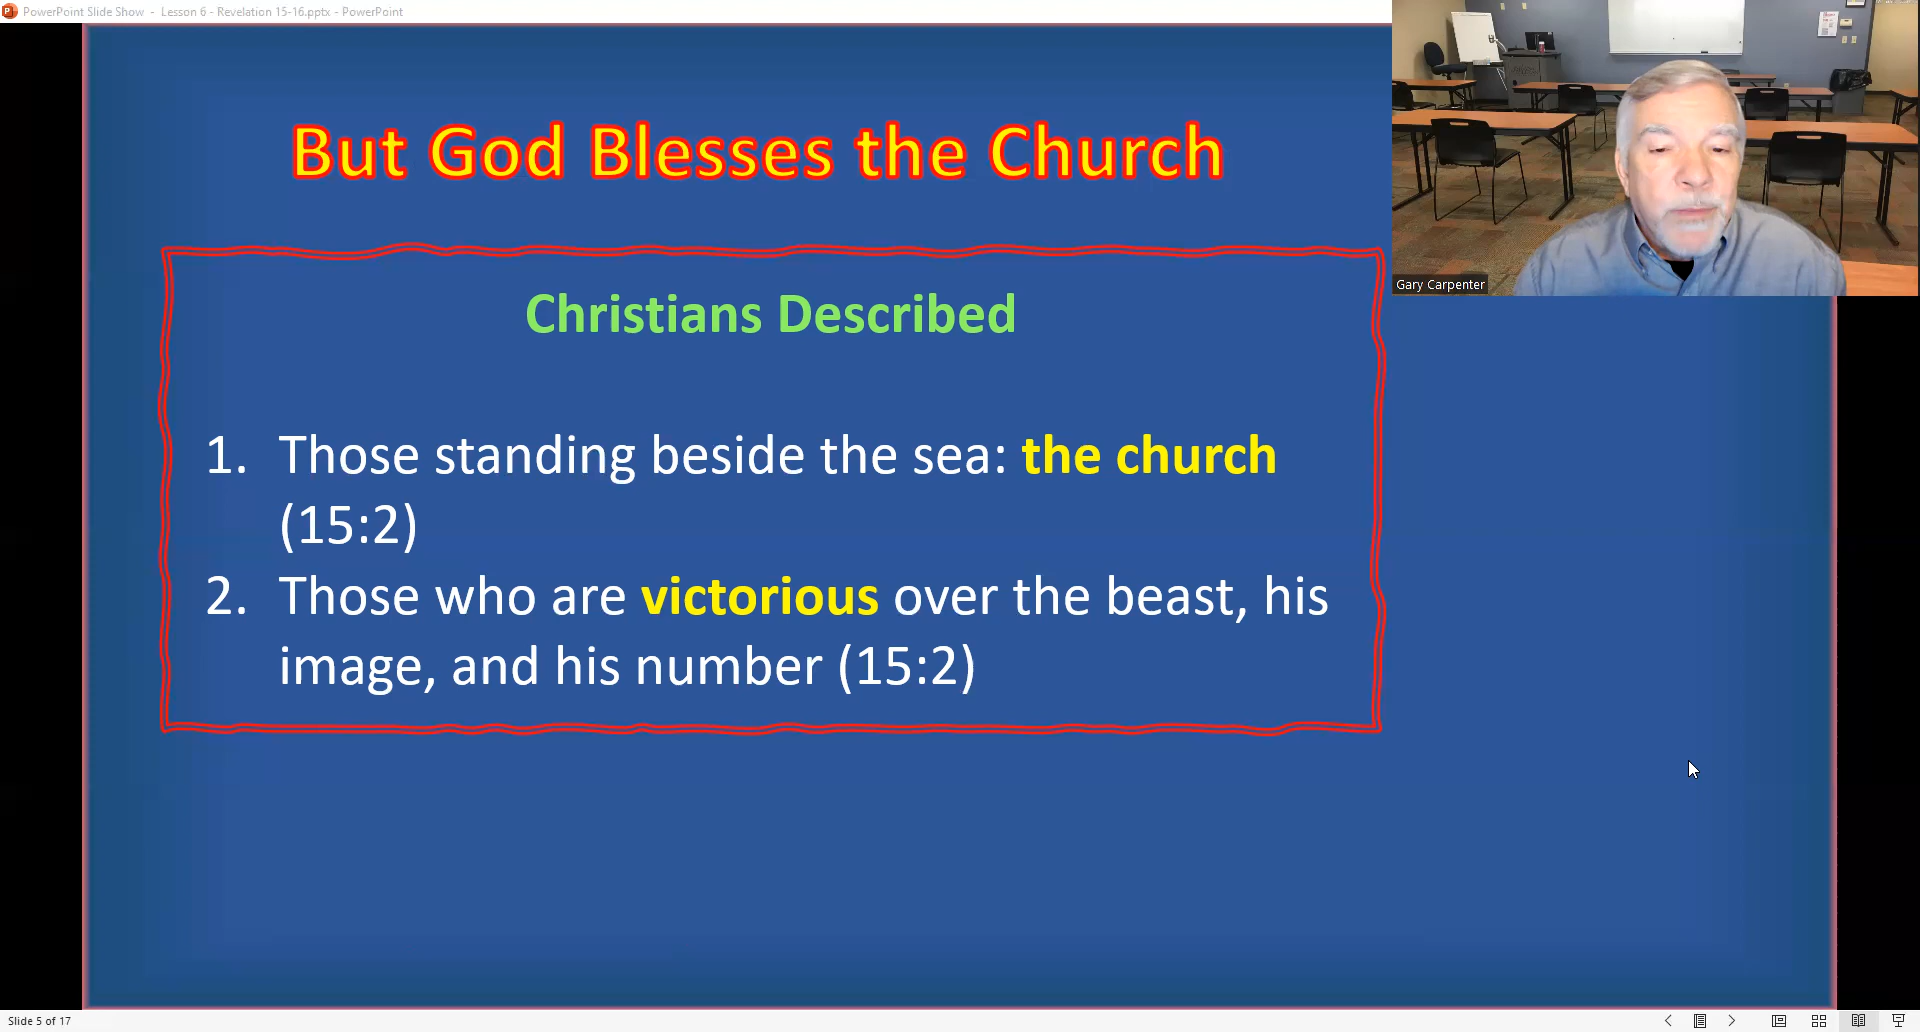 PowerPoint Slide Show - Lesson 6 - Revelation 15-16.pptx - PowerPoint
But God Blesses the Church
Gary Carpenter
Christians Described
1. Those standing beside the sea: the church
(15:2)
2. Those who are victorious over the beast, his
image, and his number (15:2)
Slide 5 of 17